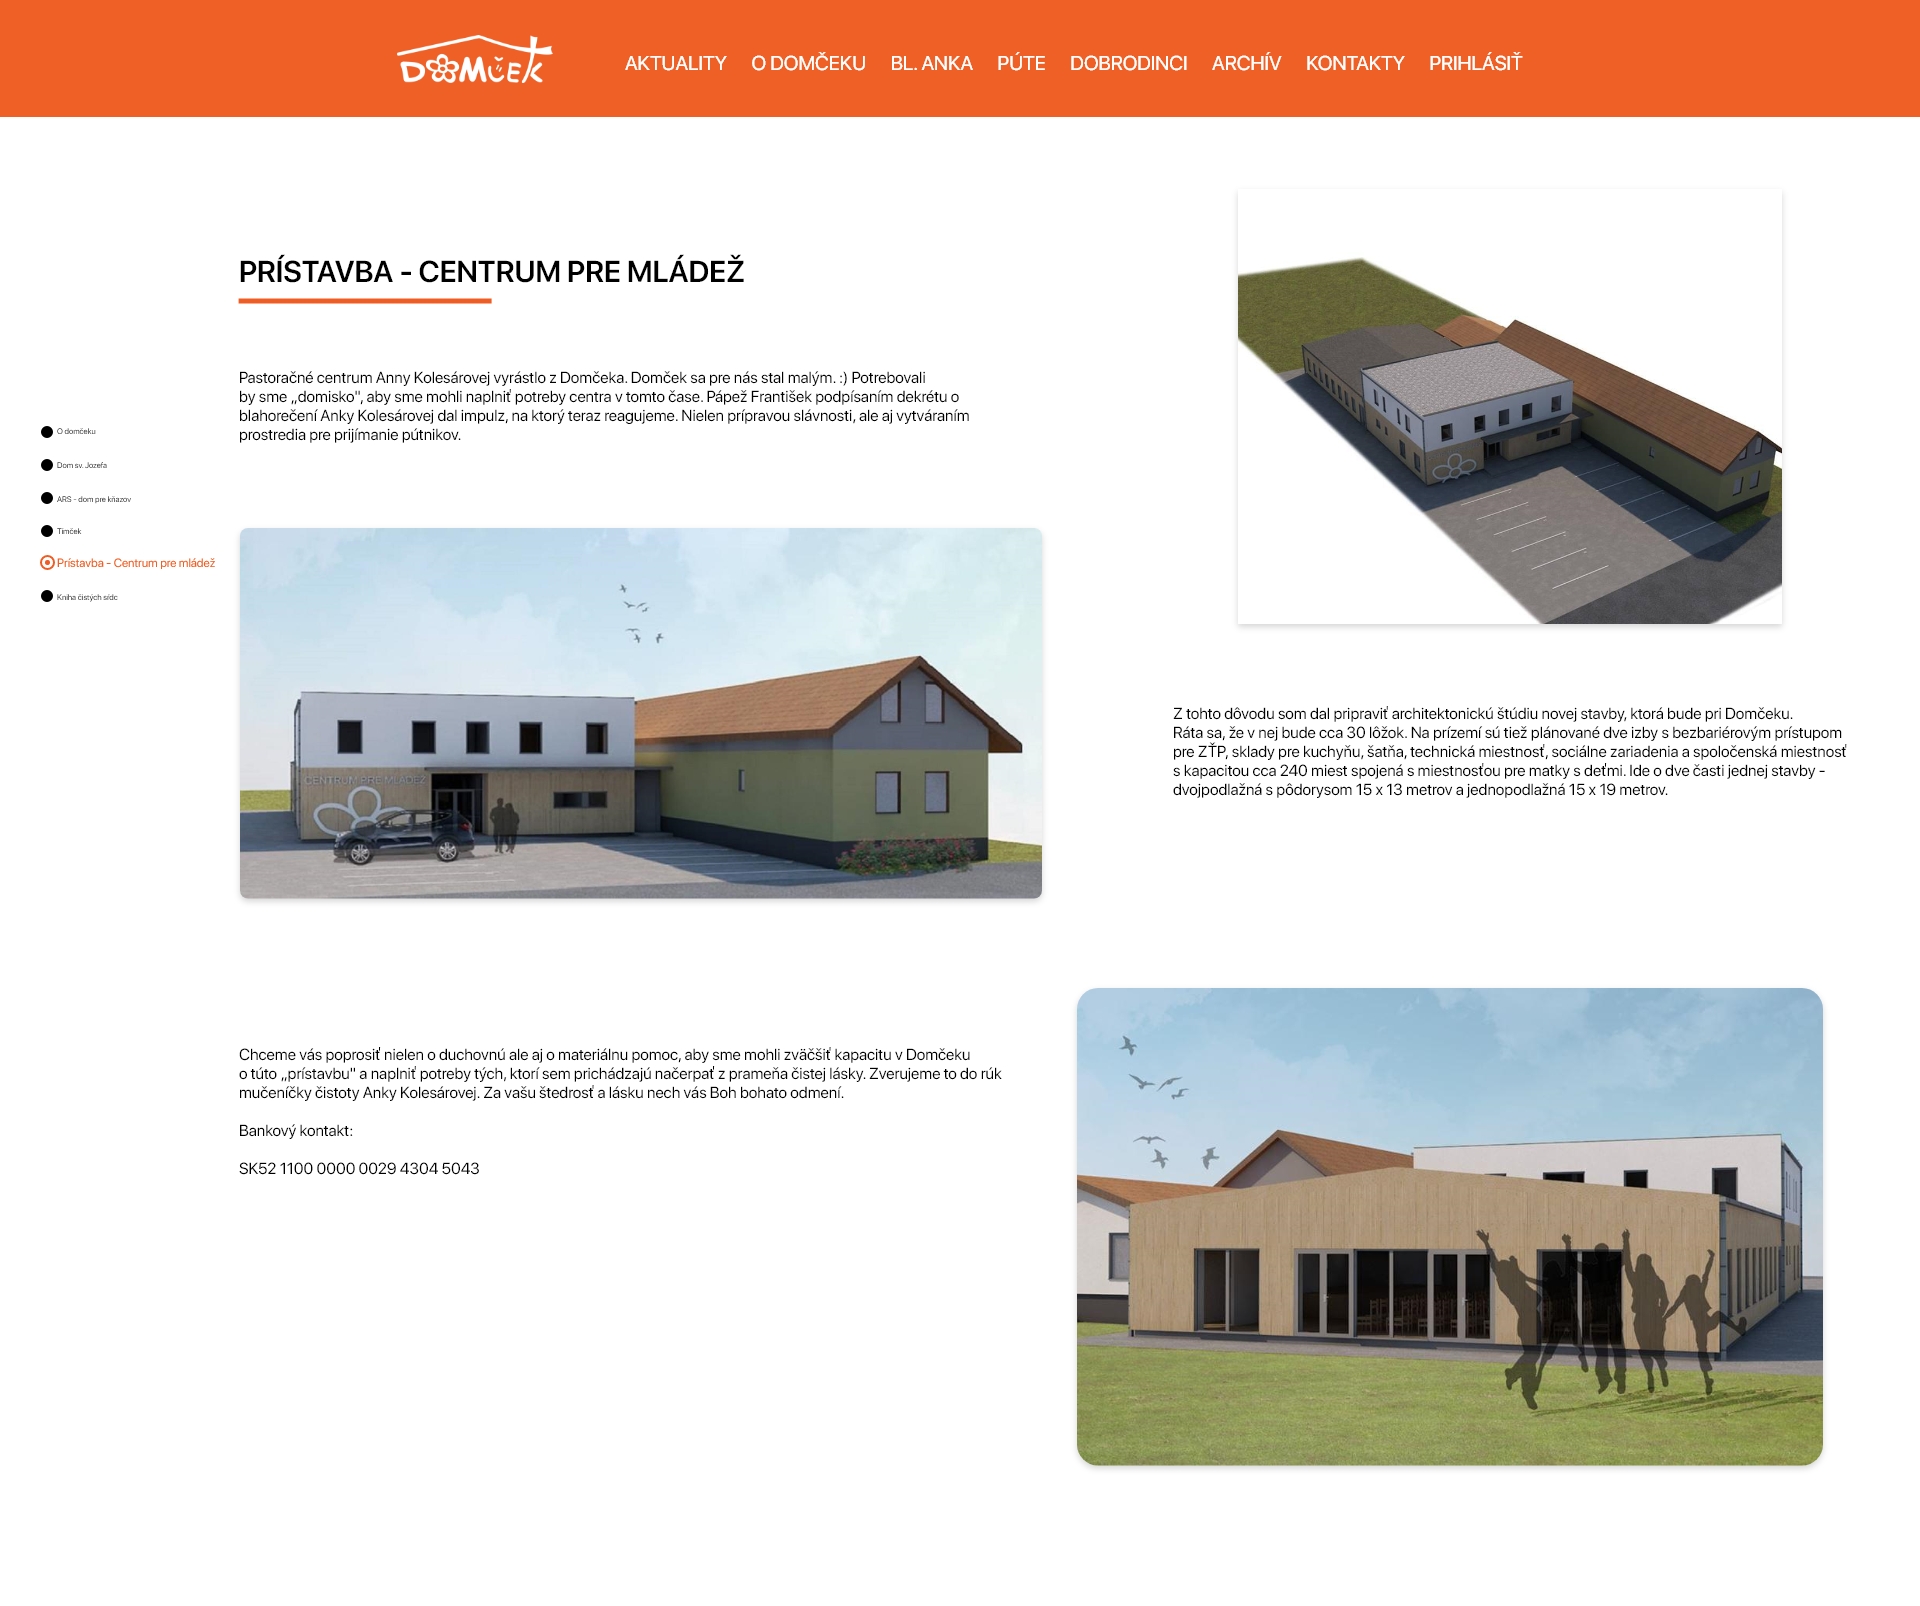 DOMČEK
AKTUALITY O DOMČEKU BL. ANKA PÚTE DOBRODINCI ARCHÍV KONTAKTY PRIHLÁSIŤ
PRÍSTAVBA - CENTRUM PRE MLÁDEŽ
Pastoračné centrum Anny Kolesárovej vyrástlo z Domčeka. Domček sa pre nás stal malým. :) Potrebovali
by sme „domisko", aby sme mohli naplniť potreby centra v tomto čase. Pápež František podpísaním dekrétu o
blahorečení Anky Kolesárovej dal impulz, na ktorý teraz reagujeme. Nielen prípravou slávnosti, ale aj vytváraním
prostredia pre prijímanie pútnikov.
O domčeku
Dom sv. Jozefa
ARS - dom pre kňazov
Timček
Prístavba - Centrum pre mládež
Kniha čistých sŕdc
CENTRUM PRE MLÁDEŽ
Z tohto dôvodu som dal pripraviť architektonickú štúdiu novej stavby, ktorá bude pri Domčeku.
Ráta sa, že v nej bude cca 30 lôžok. Na prízemí sú tiež plánované dve izby s bezbariérovým prístupom
pre ZŤP, sklady pre kuchyňu, šatňa, technická miestnosť, sociálne zariadenia a spoločenská miestnosť
s kapacitou cca 240 miest spojená s miestnosťou pre matky s deťmi. Ide o dve časti jednej stavby -
dvojpodlažná s pôdorysom 15 x 13 metrov a jednopodlažná 15 x 19 metrov.
Chceme vás poprosiť nielen o duchovnú ale aj o materiálnu pomoc, aby sme mohli zväčšiť kapacitu v Domčeku
o túto „prístavbu" a naplniť potreby tých, ktorí sem prichádzajú načerpať z prameňa čistej lásky. Zverujeme to do rúk
mučeníčky čistoty Anky Kolesárovej. Za vašu štedrosť a lásku nech vás Boh bohato odmení.
Bankový kontakt:
SK52 1100 0000 0029 4304 5043